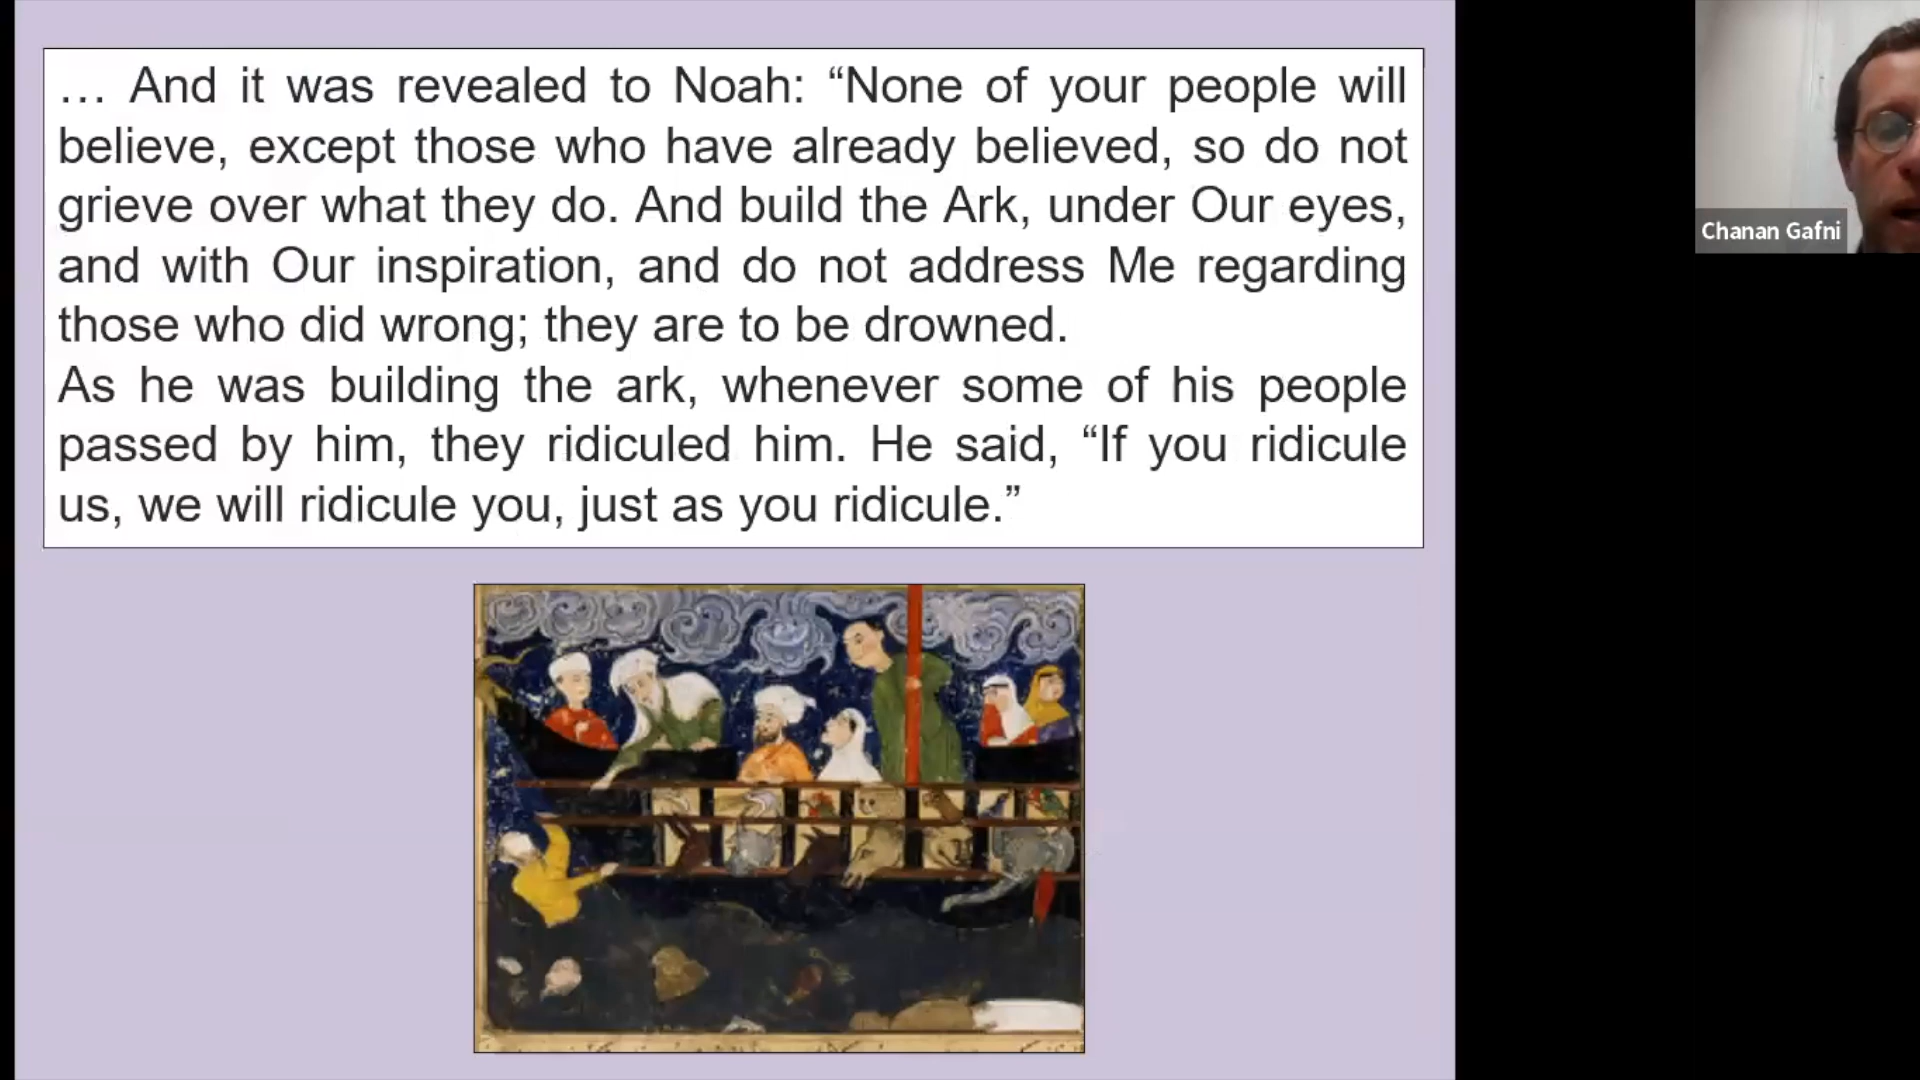 … And it was revealed to Noah: “None of your people will
believe, except those who have already believed, so do not
grieve over what they do. And build the Ark, under Our eyes,
and with Our inspiration, and do not address Me regarding
those who did wrong; they are to be drowned.
As he was building the ark, whenever some of his people
passed by him, they ridiculed him. He said, “If you ridicule
us, we will ridicule you, just as you ridicule.”
Chanan Gafni